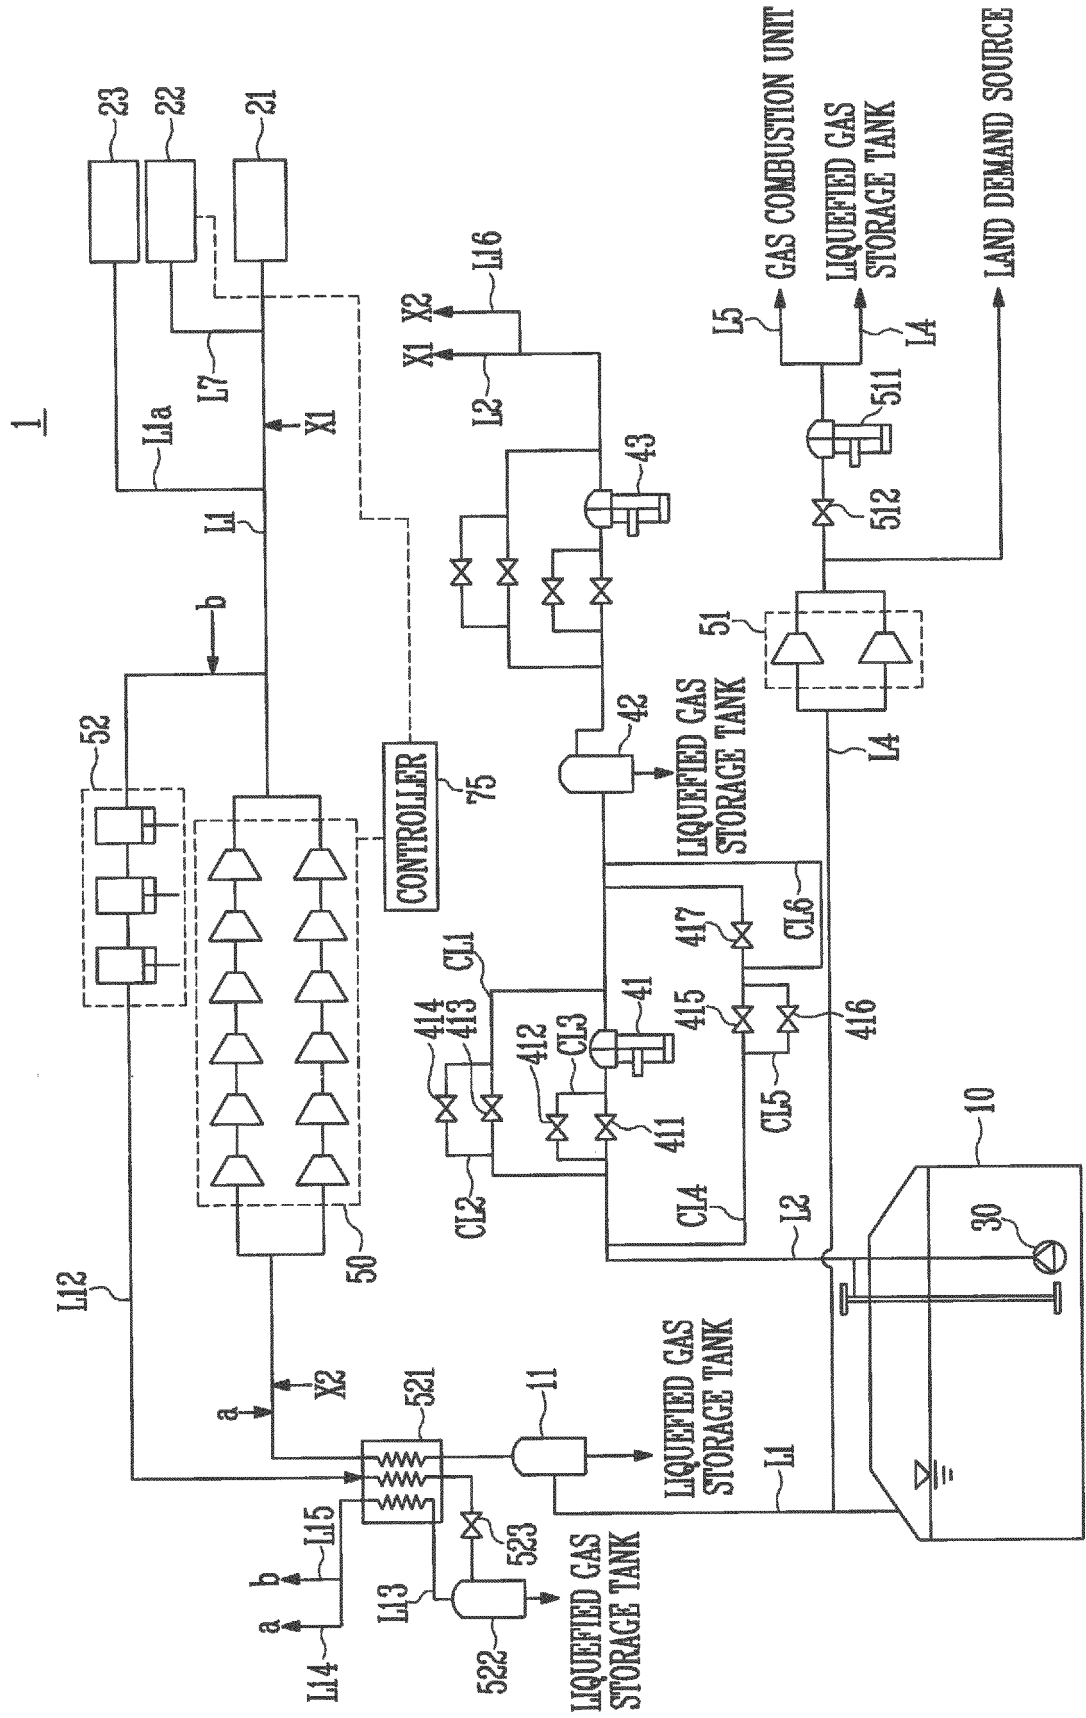 1
23
22
21
L7
L1a
L1
X1
b
52
L12
50
CONTROLLER
75
X2
a
521
11
LIQUEFIED GAS
STORAGE TANK
L1
L15
b
a
L14
L13
523
522
LIQUEFIED GAS
STORAGE TANK
X1
X2
L16
L2
43
42
LIQUEFIED GAS
STORAGE TANK
CL1
414
413
412
CL3
41
411
CL2
417
CL6
415
416
CL5
CL4
L2
10
30
L4
51
512
511
L5
L4
GAS COMBUSTION UNIT
LIQUEFIED GAS
STORAGE TANK
LAND DEMAND SOURCE